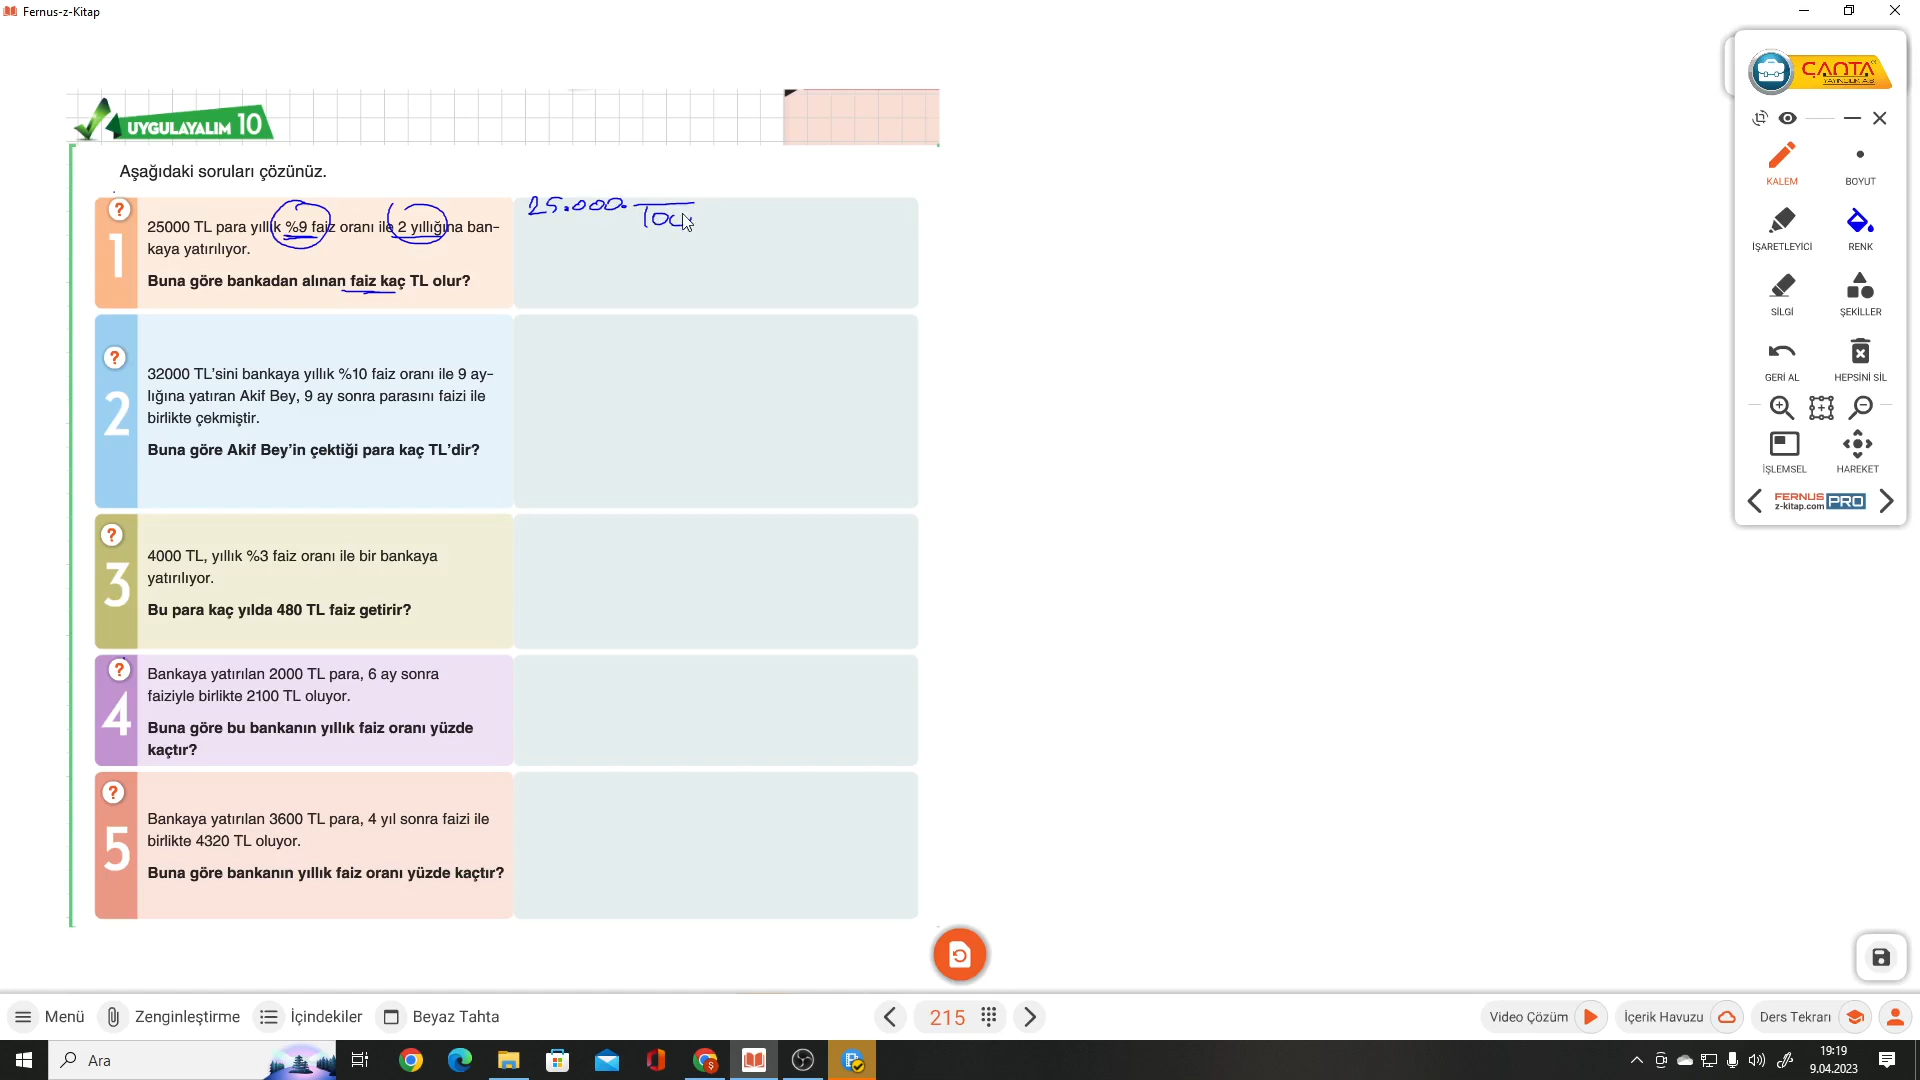 Fernus-z-Kitap
ÇANTA
YAYINCILIK A.Ş.
UYGULAYALIM 10
Aşağıdaki soruları çözünüz.
?
1
25000 TL para yıllık %9 faiz oranı ile 2 yıllığına ban-
kaya yatırılıyor.
Buna göre bankadan alınan faiz kaç TL olur?
25.000.
100
?
2
32000 TL'sini bankaya yıllık %10 faiz oranı ile 9 ay-
lığına yatıran Akif Bey, 9 ay sonra parasını faizi ile
birlikte çekmiştir.
Buna göre Akif Bey'in çektiği para kaç TL'dir?
?
3
4000 TL, yıllık %3 faiz oranı ile bir bankaya
yatırılıyor.
Bu para kaç yılda 480 TL faiz getirir?
?
4
Bankaya yatırılan 2000 TL para, 6 ay sonra
faiziyle birlikte 2100 TL oluyor.
Buna göre bu bankanın yıllık faiz oranı yüzde
kaçtır?
?
5
Bankaya yatırılan 3600 TL para, 4 yıl sonra faizi ile
birlikte 4320 TL oluyor.
Buna göre bankanın yıllık faiz oranı yüzde kaçtır?
KALEM
BOYUT
İŞARETLEYİCİ
RENK
SİLGİ
ŞEKİLLER
GERİ AL
HEPSİNİ SİL
İŞLEMSEL
HAREKET
FERNUS PRO
z-kitap.com
Menü
Zenginleştirme
İçindekiler
Beyaz Tahta
215
Video Çözüm
İçerik Havuzu
Ders Tekrarı
Ara
19:19
9.04.2023